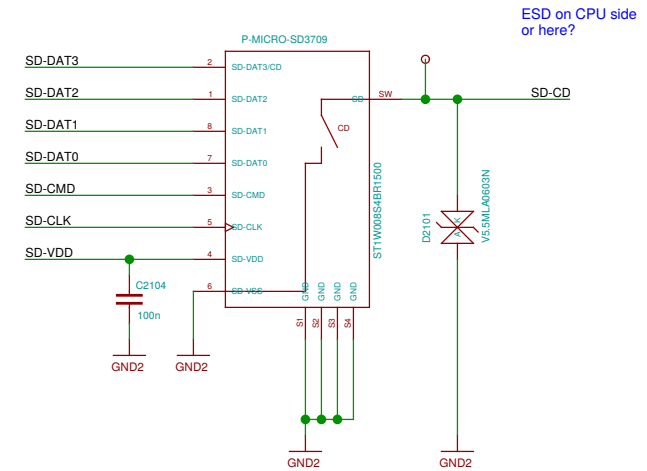 ESD on CPU side
or here?
P-MICRO-SD3709
SD-DAT3 2 SD-DAT3/CD
SD-DAT2 1 SD-DAT2 CD SW SD-CD
SD-DAT1 8 SD-DAT1 CD
SD-DAT0 7 SD-DAT0
SD-CMD 3 SD-CMD
SD-CLK 5 SD-CLK
SD-VDD 4 SD-VDD
6 SD-VSS
ST1W008S4BR1500
D2101
A K
V5.5MLA0603N
C2104
100n
GND GND GND GND
S1 S2 S3 S4
GND2 GND2
GND2 GND2